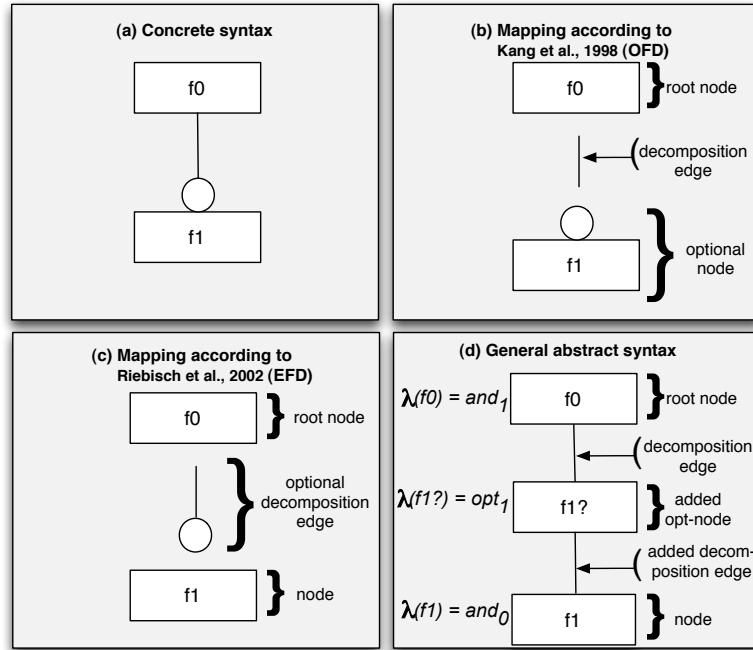 (a) Concrete syntax
f0
f1
(b) Mapping according to
Kang et al., 1998 (OFD)
f0
root node
decomposition
edge
f1
optional
node
(c) Mapping according to
Riebisch et al., 2002 (EFD)
f0
root node
optional
decomposition
edge
f1
node
(d) General abstract syntax
λ(f0) = and1
f0
root node
decomposition
edge
λ(f1?) = opt1
f1?
added
opt-node
added decom-
position edge
λ(f1) = and0
f1
node